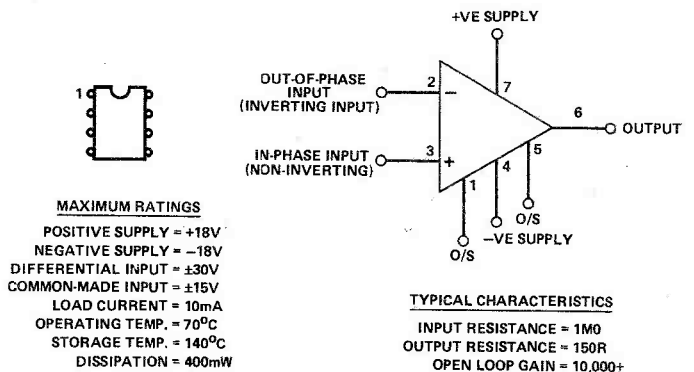 +VE SUPPLY
1
7
OUT-OF-PHASE
INPUT
(INVERTING INPUT)
2
−
6
OUTPUT
IN-PHASE INPUT
(NON-INVERTING)
3
+
5
4
1
O/S
−VE SUPPLY
O/S
MAXIMUM RATINGS
POSITIVE SUPPLY = +18V
NEGATIVE SUPPLY = −18V
DIFFERENTIAL INPUT = ±30V
COMMON-MADE INPUT = ±15V
LOAD CURRENT = 10mA
OPERATING TEMP. = 70°C
STORAGE TEMP. = 140°C
DISSIPATION = 400mW
TYPICAL CHARACTERISTICS
INPUT RESISTANCE = 1M0
OUTPUT RESISTANCE = 150R
OPEN LOOP GAIN = 10,000+